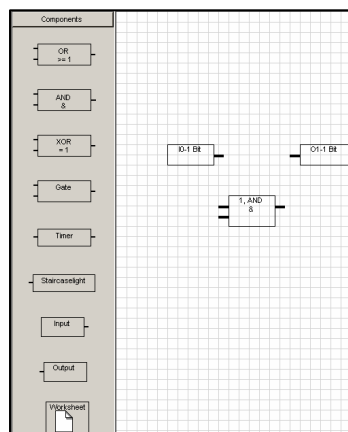 Components
OR
>= 1
AND
&
XOR
= 1
Gate
Timer
Staircaselight
Input
Output
Worksheet
I0-1 Bit
O1-1 Bit
1, AND
&